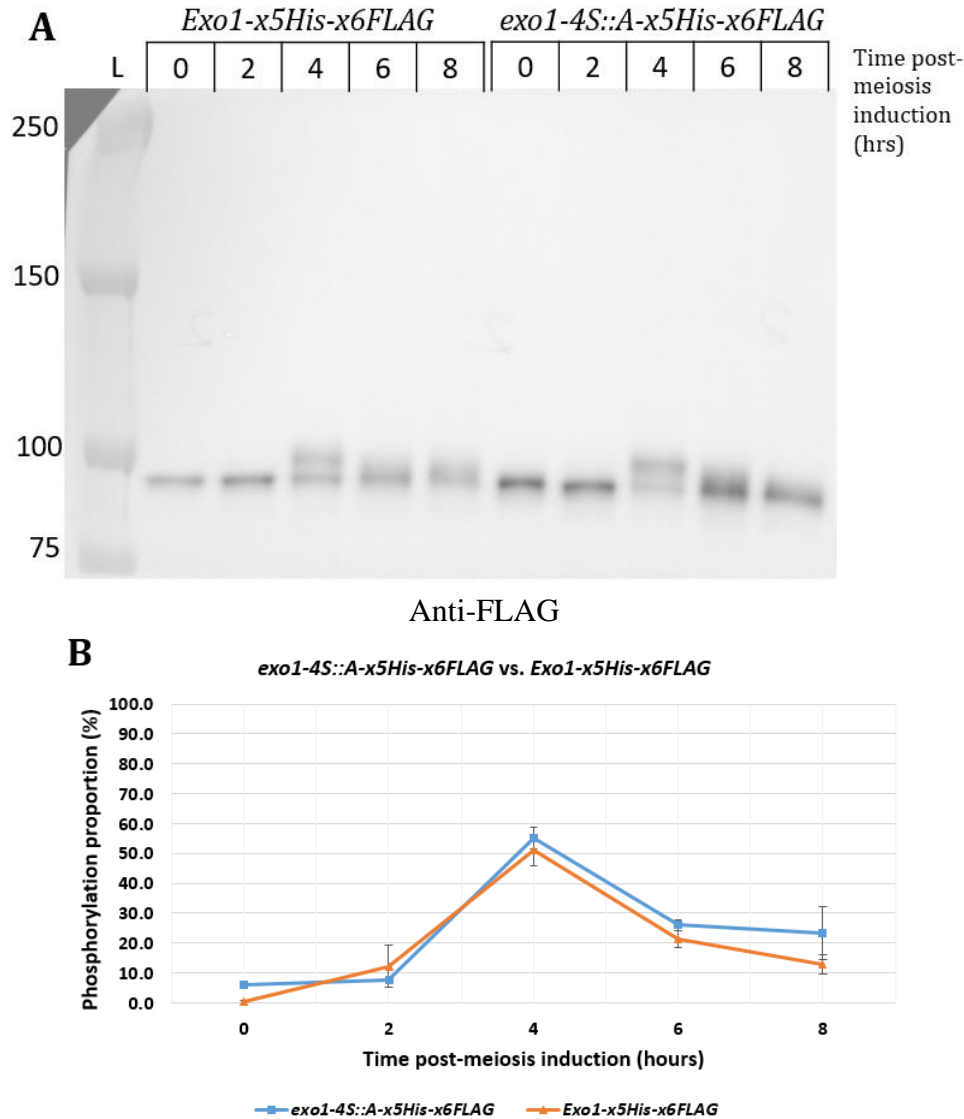 A
Exo1-x5His-x6FLAG exo1-4S::A-x5His-x6FLAG
L 0 2 4 6 8 0 2 4 6 8
Time post-
meiosis
induction
(hrs)
250
150
100
75
2 2 2
Anti-FLAG
B
exo1-4S::A-x5His-x6FLAG vs. Exo1-x5His-x6FLAG
Phosphorylation proportion (%)
100.0
90.0
80.0
70.0
60.0
50.0
40.0
30.0
20.0
10.0
0.0
0 2 4 6 8
Time post-meiosis induction (hours)
exo1-4S::A-x5His-x6FLAG Exo1-x5His-x6FLAG